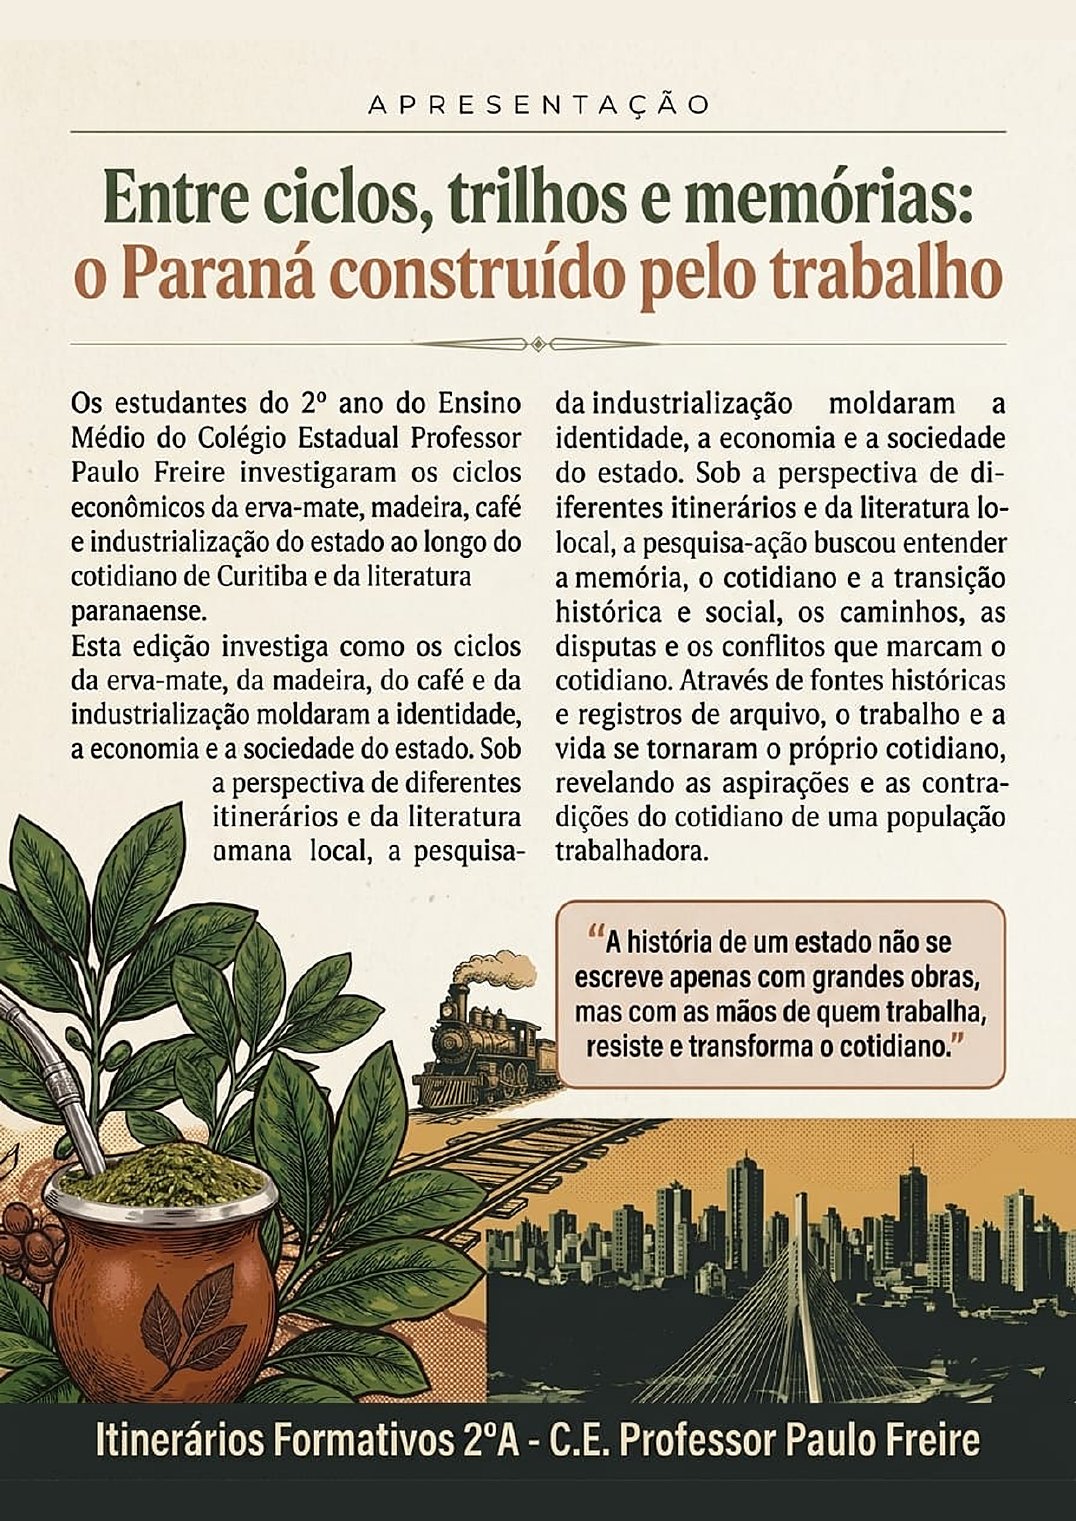 APRESENTAÇÃO
Entre ciclos, trilhos e memórias:
o Paraná construído pelo trabalho
Os estudantes do 2º ano do Ensino
Médio do Colégio Estadual Professor
Paulo Freire investigaram os ciclos
econômicos da erva-mate, madeira, café
e industrialização do estado ao longo do
cotidiano de Curitiba e da literatura
paranaense.
Esta edição investiga como os ciclos
da erva-mate, da madeira, do café e da
industrialização moldaram a identidade,
a economia e a sociedade do estado. Sob
a perspectiva de diferentes
itinerários e da literatura
amana local, a pesquisa-
da industrialização moldaram a
identidade, a economia e a sociedade
do estado. Sob a perspectiva de di-
iferentes itinerários e da literatura lo-
local, a pesquisa-ação buscou entender
a memória, o cotidiano e a transição
histórica e social, os caminhos, as
disputas e os conflitos que marcam o
cotidiano. Através de fontes históricas
e registros de arquivo, o trabalho e a
vida se tornaram o próprio cotidiano,
revelando as aspirações e as contra-
dições do cotidiano de uma população
trabalhadora.
“A história de um estado não se
escreve apenas com grandes obras,
mas com as mãos de quem trabalha,
resiste e transforma o cotidiano.”
Itinerários Formativos 2ºA - C.E. Professor Paulo Freire